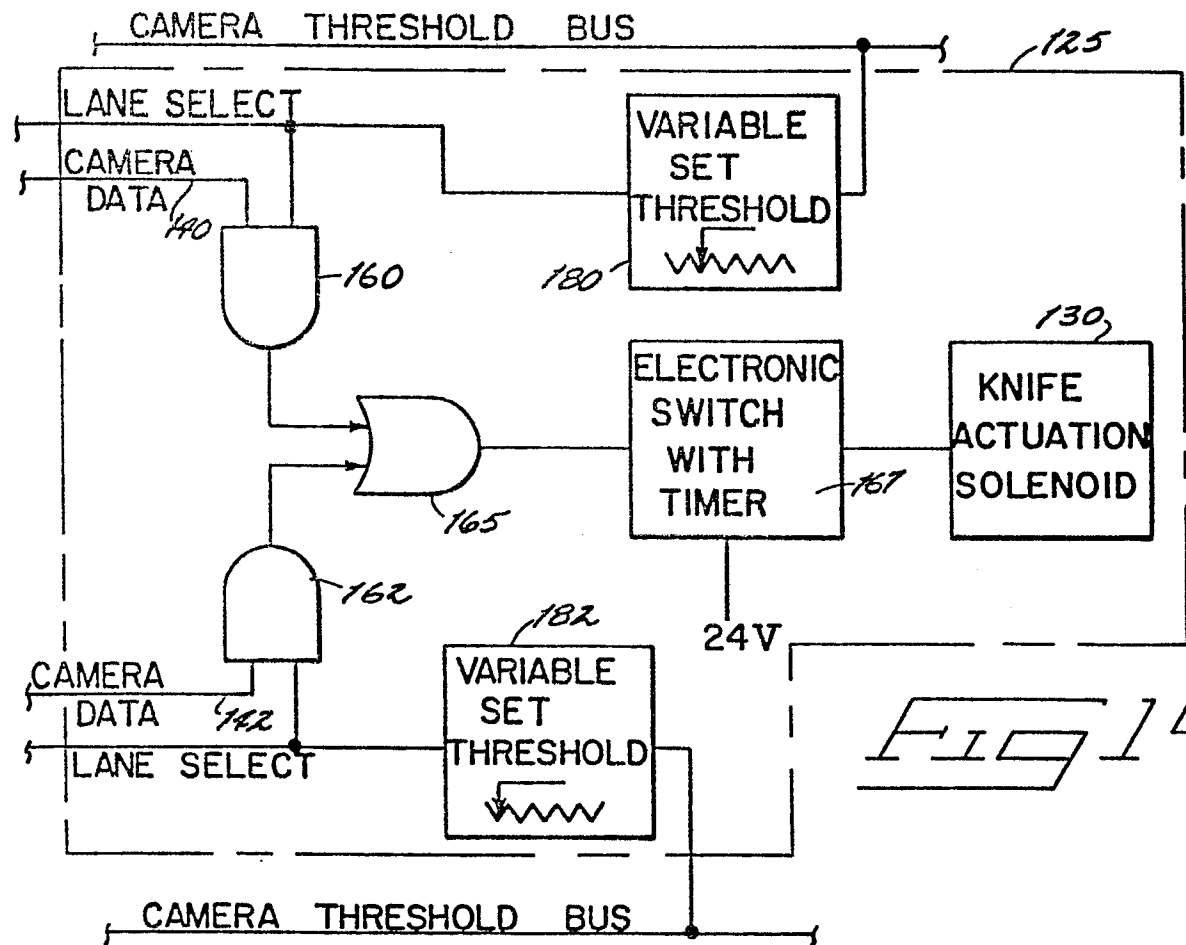 CAMERA THRESHOLD BUS
125
LANE SELECT
CAMERA
DATA
140
VARIABLE
SET
THRESHOLD
180
160
130
ELECTRONIC
SWITCH
WITH
TIMER
167
KNIFE
ACTUATION
SOLENOID
165
162
24V
182
CAMERA
DATA
142
LANE SELECT
VARIABLE
SET
THRESHOLD
FIG 14
CAMERA THRESHOLD BUS